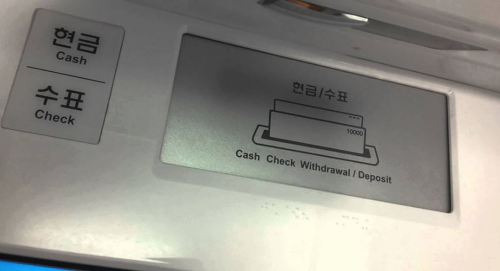 현금
Cash
수표
Check
현금/수표
10000
Cash Check Withdrawal / Deposit